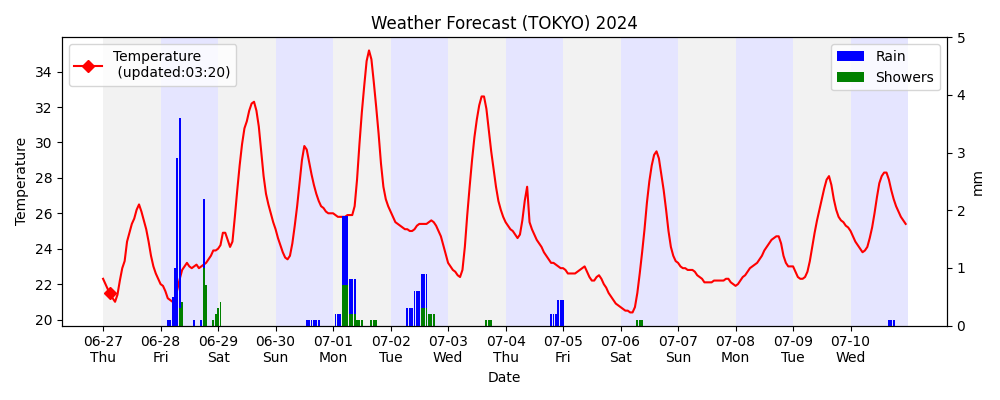 Weather Forecast (TOKYO) 2024
Temperature
(updated:03:20)
Rain
Showers
34
32
30
28
26
24
22
20
Temperature
5
4
3
2
1
0
mm
06-27 06-28 06-29 06-30 07-01 07-02 07-03 07-04 07-05 07-06 07-07 07-08 07-09 07-10
Thu Fri Sat Sun Mon Tue Wed Thu Fri Sat Sun Mon Tue Wed
Date